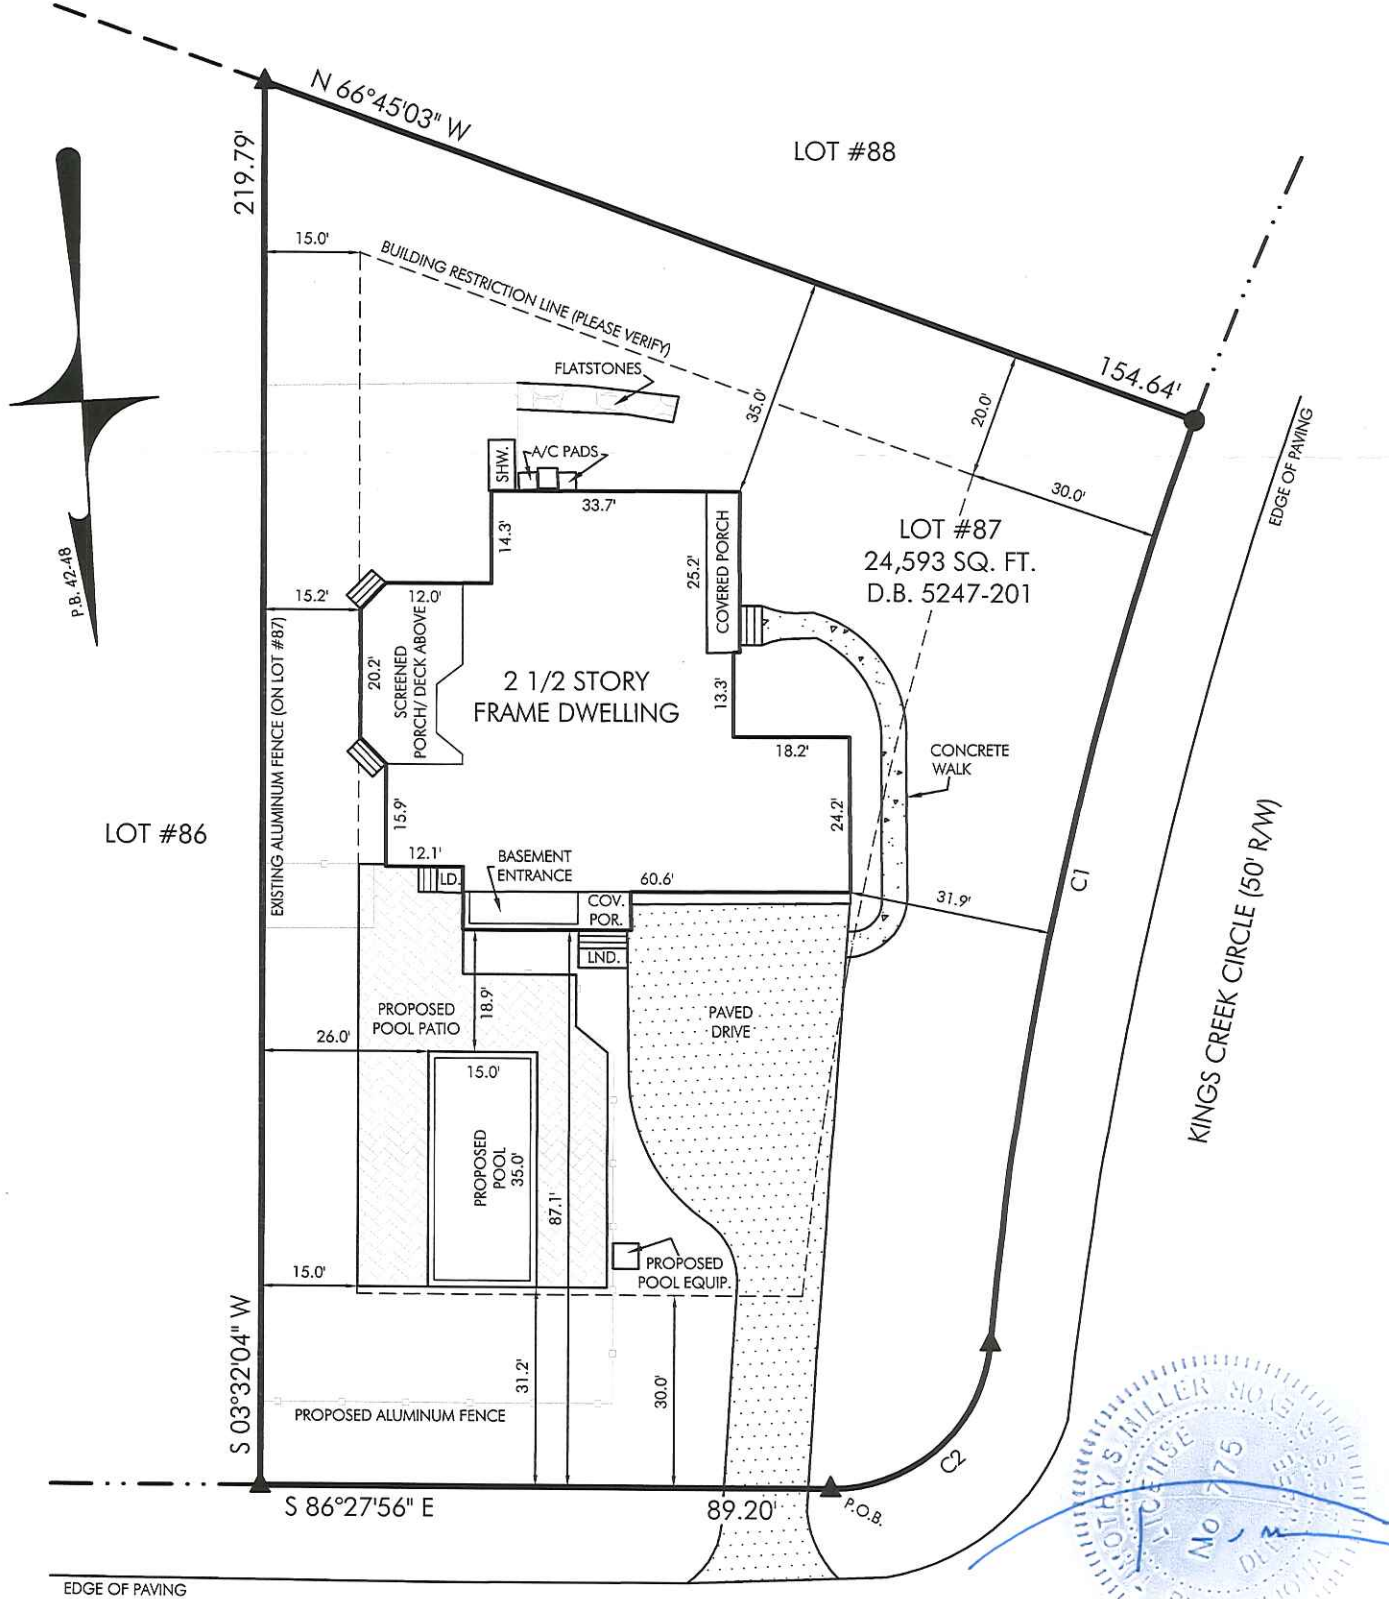 N 66°45'03" W
LOT #88
219.79'
15.0'
BUILDING RESTRICTION LINE (PLEASE VERIFY)
FLATSTONES
154.64'
35.0'
20.0'
30.0'
EDGE OF PAVING
SHW.
A/C PADS
33.7'
14.3'
25.2'
COVERED PORCH
LOT #87
24,593 SQ. FT.
D.B. 5247-201
P.B. 42-48
15.2'
12.0'
20.2'
SCREENED
PORCH/ DECK ABOVE
2 1/2 STORY
FRAME DWELLING
13.3'
18.2'
CONCRETE
WALK
EXISTING ALUMINUM FENCE (ON LOT #87)
LOT #86
15.9'
24.2'
12.1'
LD.
BASEMENT
ENTRANCE
60.6'
COV.
POR.
31.9'
C1
KINGS CREEK CIRCLE (50' R/W)
LND.
PROPOSED
POOL PATIO
18.9'
PAVED
DRIVE
26.0'
15.0'
PROPOSED
POOL
35.0'
87.1'
PROPOSED
POOL EQUIP.
15.0'
S 03°32'04" W
31.2'
30.0'
PROPOSED ALUMINUM FENCE
C2
S 86°27'56" E
89.20'
P.O.B.
EDGE OF PAVING
S. MILLER
LICENSE
No 775